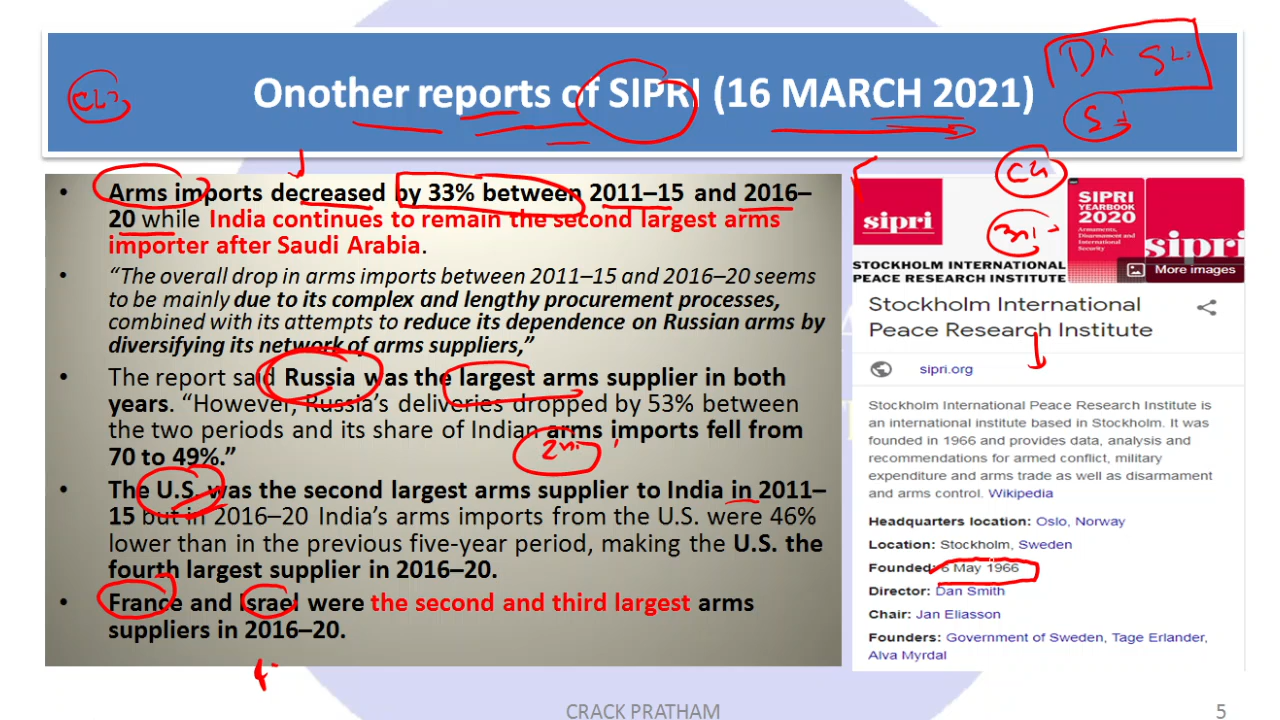 Onother reports of SIPRI (16 MARCH 2021)
• Arms imports decreased by 33% between 2011–15 and 2016–
20 while India continues to remain the second largest arms
importer after Saudi Arabia.
• “The overall drop in arms imports between 2011–15 and 2016–20 seems
to be mainly due to its complex and lengthy procurement processes,
combined with its attempts to reduce its dependence on Russian arms by
diversifying its network of arms suppliers,”
• The report said Russia was the largest arms supplier in both
years. “However, Russia’s deliveries dropped by 53% between
the two periods and its share of Indian arms imports fell from
70 to 49%.”
• The U.S. was the second largest arms supplier to India in 2011–
15 but in 2016–20 India’s arms imports from the U.S. were 46%
lower than in the previous five-year period, making the U.S. the
fourth largest supplier in 2016–20.
• France and Israel were the second and third largest arms
suppliers in 2016–20.
sipri
STOCKHOLM INTERNATIONAL
PEACE RESEARCH INSTITUTE
SIPRI
YEARBOOK
2020
Armaments,
Disarmament and
International
Security
sipri
More images
Stockholm International
Peace Research Institute
sipri.org
Stockholm International Peace Research Institute is
an international institute based in Stockholm. It was
founded in 1966 and provides data, analysis and
recommendations for armed conflict, military
expenditure and arms trade as well as disarmament
and arms control. Wikipedia
Headquarters location: Oslo, Norway
Location: Stockholm, Sweden
Founded: 6 May 1966
Director: Dan Smith
Chair: Jan Eliasson
Founders: Government of Sweden, Tage Erlander,
Alva Myrdal
CRACK PRATHAM
5